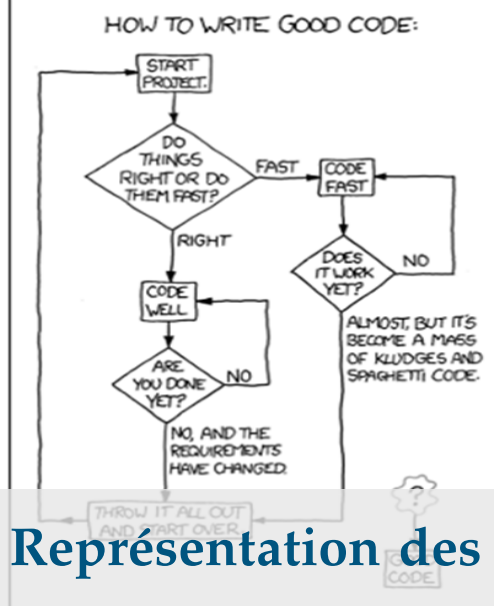 HOW TO WRITE GOOD CODE:
START
PROJECT.
DO
THINGS
RIGHT OR DO
THEM FAST?
FAST
CODE
FAST
RIGHT
DOES
IT WORK
YET?
NO
CODE
WELL
ALMOST, BUT IT'S
BECOME A MASS
OF KLUDGES AND
SPAGHETTI CODE.
ARE
YOU DONE
YET?
NO
NO, AND THE
REQUIREMENTS
HAVE CHANGED.
THROW IT ALL OUT
AND START OVER.
?
GOOD
CODE
Représentation des